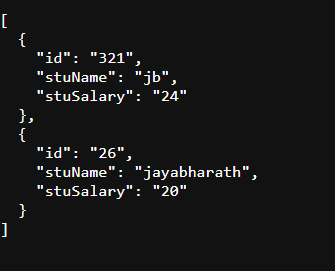 [
  {
    "id": "321",
    "stuName": "jb",
    "stuSalary": "24"
  },
  {
    "id": "26",
    "stuName": "jayabharath",
    "stuSalary": "20"
  }
]